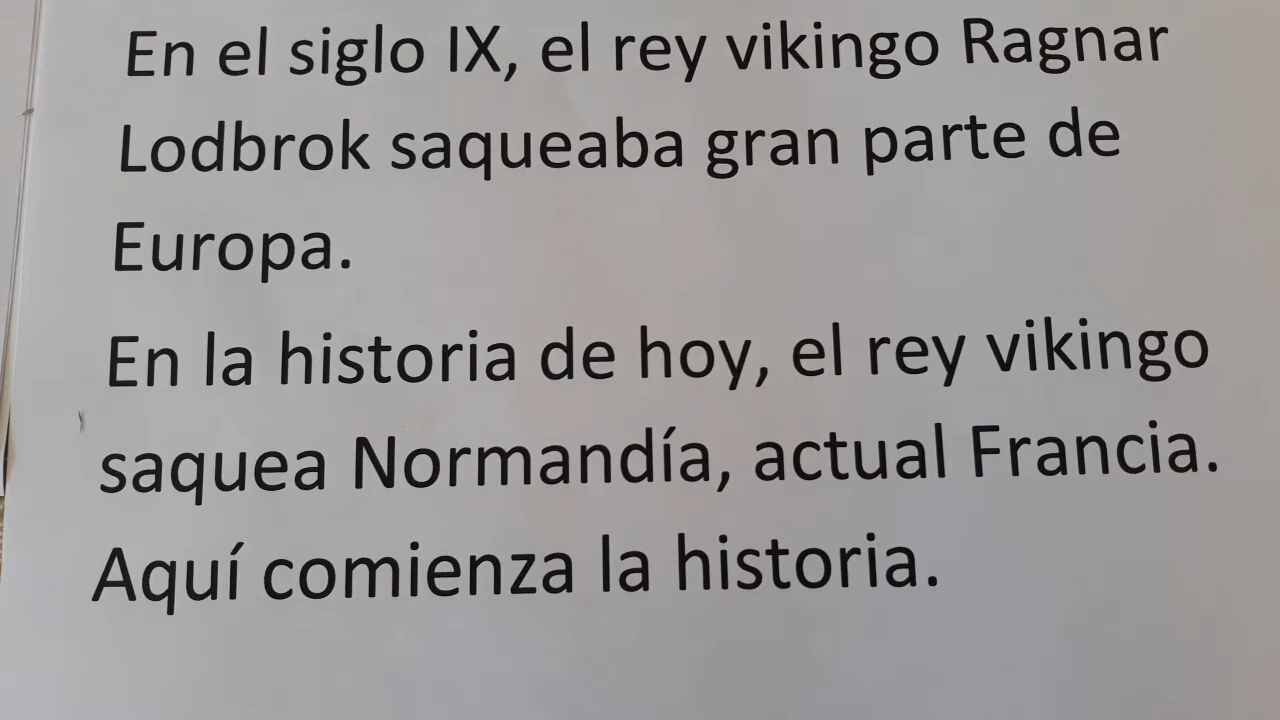 En el siglo IX, el rey vikingo Ragnar
Lodbrok saqueaba gran parte de
Europa.
En la historia de hoy, el rey vikingo
saquea Normandía, actual Francia.
Aquí comienza la historia.